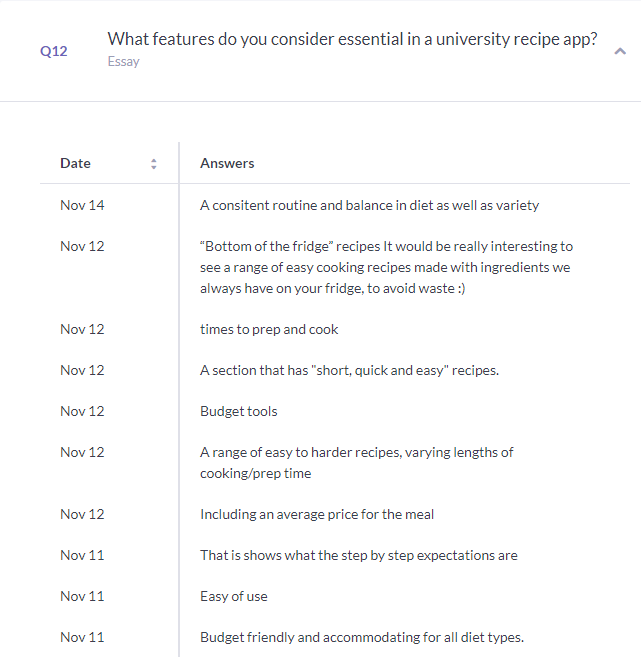 Q12
What features do you consider essential in a university recipe app?
Essay
Date Answers
Nov 14 A consitent routine and balance in diet as well as variety
Nov 12 “Bottom of the fridge” recipes It would be really interesting to
see a range of easy cooking recipes made with ingredients we
always have on your fridge, to avoid waste :)
Nov 12 times to prep and cook
Nov 12 A section that has "short, quick and easy" recipes.
Nov 12 Budget tools
Nov 12 A range of easy to harder recipes, varying lengths of
cooking/prep time
Nov 12 Including an average price for the meal
Nov 11 That is shows what the step by step expectations are
Nov 11 Easy of use
Nov 11 Budget friendly and accommodating for all diet types.